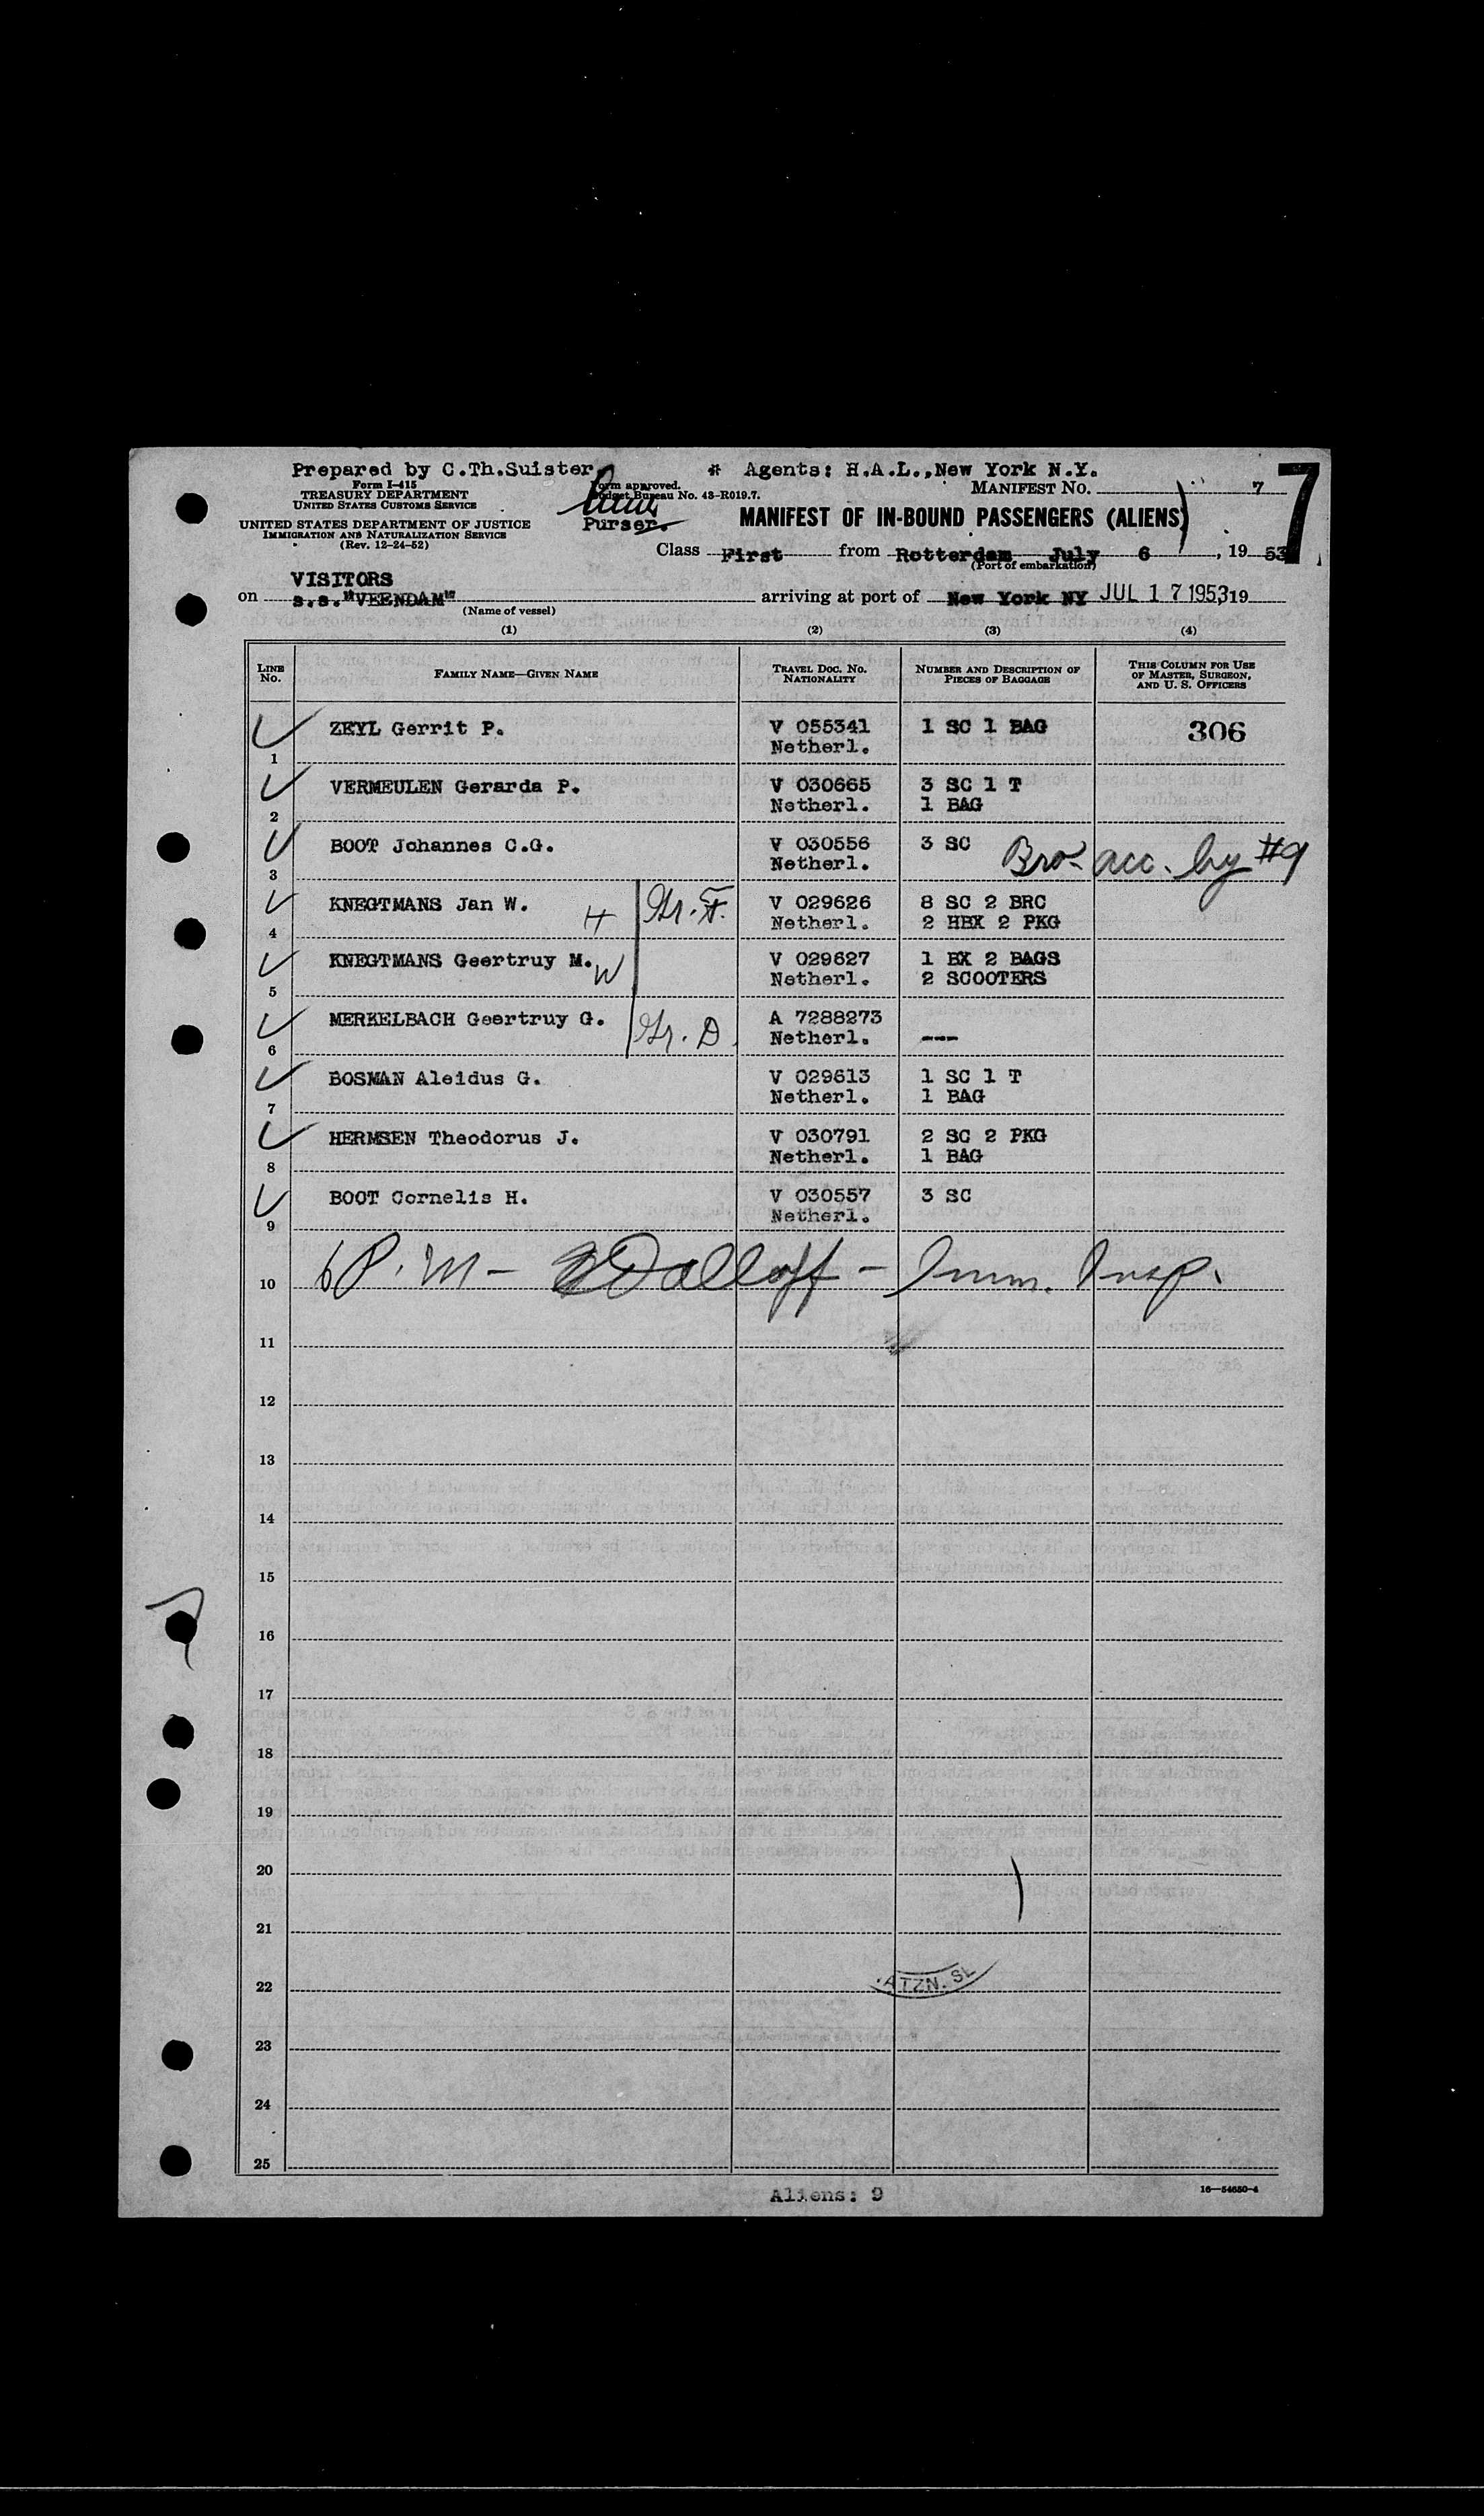 Prepared by C.Th.Suister. * Agents: H.A.L.,New York N.Y.
Form I-415
TREASURY DEPARTMENT
UNITED STATES CUSTOMS SERVICE
Form approved.
Budget Bureau No. 43-R019.7.
MANIFEST NO. 7
7
Purser.
UNITED STATES DEPARTMENT OF JUSTICE
IMMIGRATION AND NATURALIZATION SERVICE
(Rev. 12-24-52)
MANIFEST OF IN-BOUND PASSENGERS (ALIENS)
Class First from Rotterdam July 6, 19 53
(Port of embarkation)
VISITORS
on s.s."VEENDAM" arriving at port of New York NY JUL 17 1953 19
(Name of vessel)
(1) (2) (3) (4)
LINE NO. FAMILY NAME—GIVEN NAME TRAVEL DOC. NO. NATIONALITY NUMBER AND DESCRIPTION OF PIECES OF BAGGAGE THIS COLUMN FOR USE OF MASTER, SURGEON, AND U. S. OFFICERS
1 ZEYL Gerrit P. V 055341 1 SC 1 BAG 306
Netherl.
2 VERMEULEN Gerarda P. V 030665 3 SC 1 T
Netherl. 1 BAG
3 BOOT Johannes C.G. V 030556 3 SC Bro- acc. by #9
Netherl.
4 KNEGTMANS Jan W. H Gr. F. V 029626 8 SC 2 BRC
Netherl. 2 HBX 2 PKG
5 KNEGTMANS Geertruy M. W V 029627 1 BX 2 BAGS
Netherl. 2 SCOOTERS
6 MERKELBACH Geertruy G. Gr. D. A 7288273
Netherl. ---
7 BOSMAN Aleidus G. V 029613 1 SC 1 T
Netherl. 1 BAG
8 HERMSEN Theodorus J. V 030791 2 SC 2 PKG
Netherl. 1 BAG
9 BOOT Cornelis H. V 030557 3 SC
Netherl.
10 6 P.M - Dalloff - Imm. Insp.
11
12
13
14
15
16
17
18
19
20
21
22
ATZN. SL
23
24
25
Aliens: 9
16—54650-4